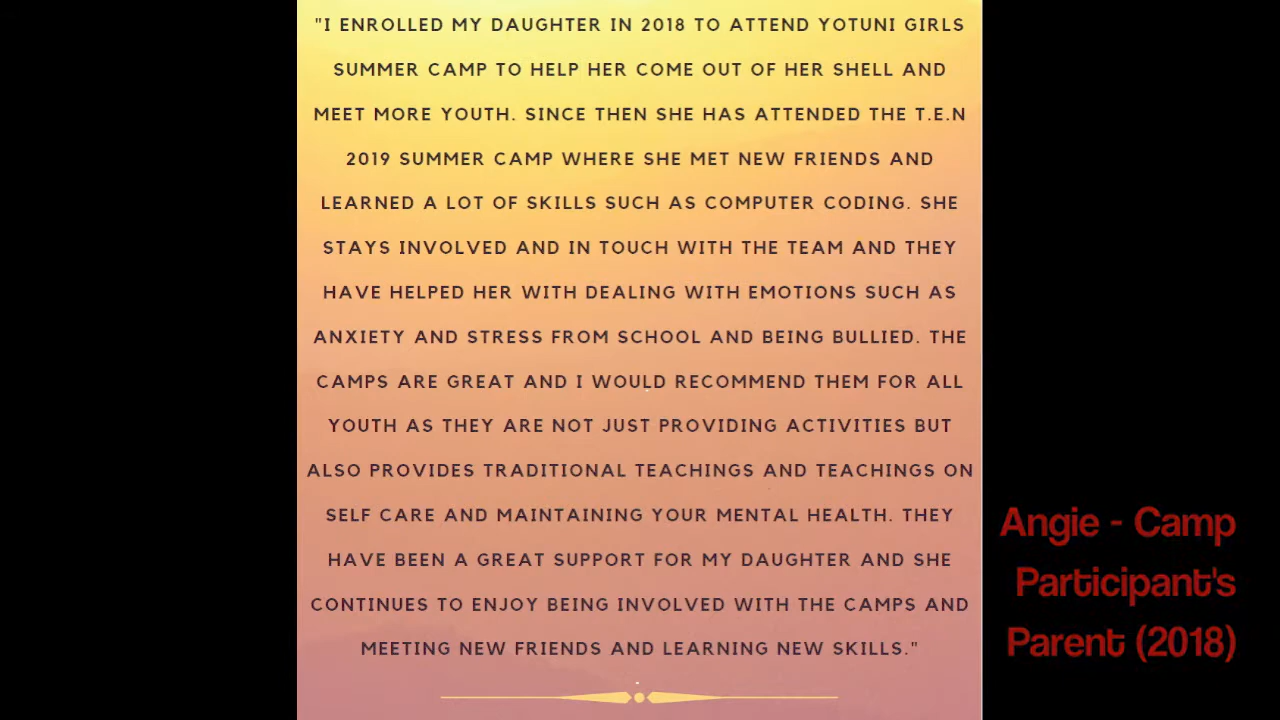 "I ENROLLED MY DAUGHTER IN 2018 TO ATTEND YOTUNI GIRLS
SUMMER CAMP TO HELP HER COME OUT OF HER SHELL AND
MEET MORE YOUTH. SINCE THEN SHE HAS ATTENDED THE T.E.N
2019 SUMMER CAMP WHERE SHE MET NEW FRIENDS AND
LEARNED A LOT OF SKILLS SUCH AS COMPUTER CODING. SHE
STAYS INVOLVED AND IN TOUCH WITH THE TEAM AND THEY
HAVE HELPED HER WITH DEALING WITH EMOTIONS SUCH AS
ANXIETY AND STRESS FROM SCHOOL AND BEING BULLIED. THE
CAMPS ARE GREAT AND I WOULD RECOMMEND THEM FOR ALL
YOUTH AS THEY ARE NOT JUST PROVIDING ACTIVITIES BUT
ALSO PROVIDES TRADITIONAL TEACHINGS AND TEACHINGS ON
SELF CARE AND MAINTAINING YOUR MENTAL HEALTH. THEY
HAVE BEEN A GREAT SUPPORT FOR MY DAUGHTER AND SHE
CONTINUES TO ENJOY BEING INVOLVED WITH THE CAMPS AND
MEETING NEW FRIENDS AND LEARNING NEW SKILLS."
Angie - Camp
Participant's
Parent (2018)